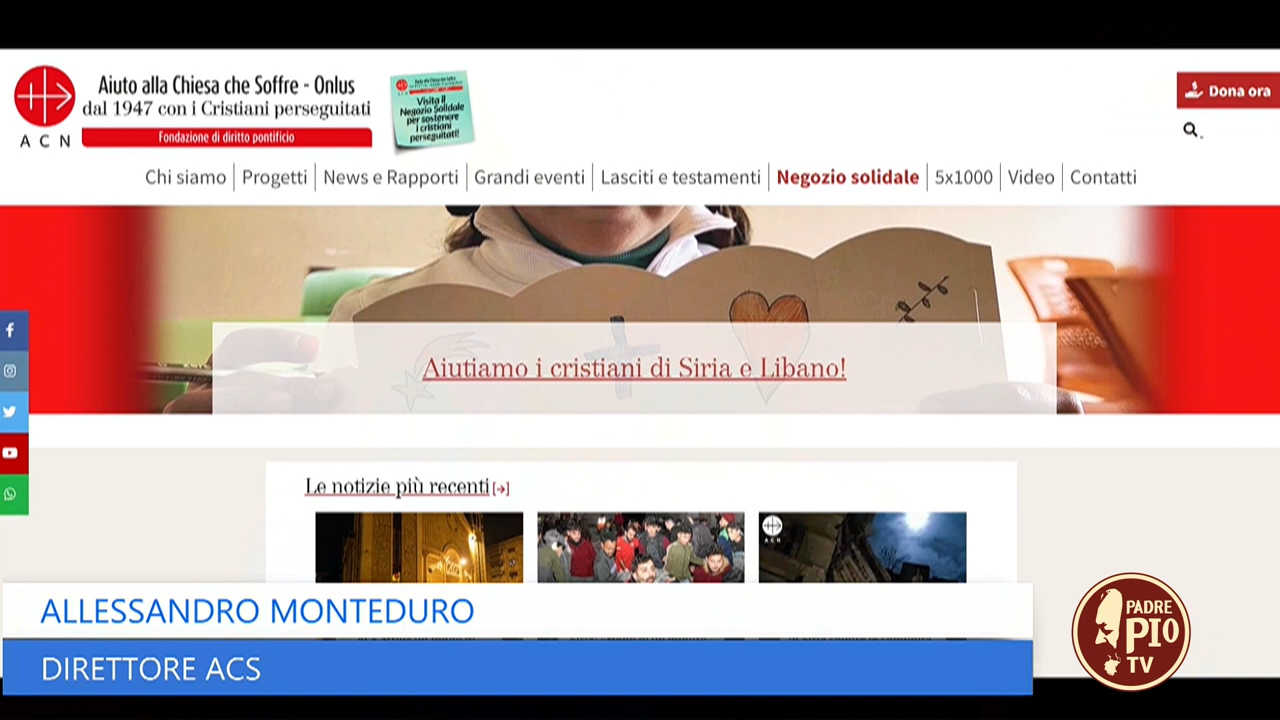 Aiuto alla Chiesa che Soffre - Onlus
dal 1947 con i Cristiani perseguitati
Fondazione di diritto pontificio
ACN
Visita il
Negozio Solidale
per sostenere
i cristiani
perseguitati!
Dona ora
Chi siamo
Progetti
News e Rapporti
Grandi eventi
Lasciti e testamenti
Negozio solidale
5x1000
Video
Contatti
Aiutiamo i cristiani di Siria e Libano!
Le notizie più recenti
ACN
ALLESSANDRO MONTEDURO
DIRETTORE ACS
PADRE
PIO
TV